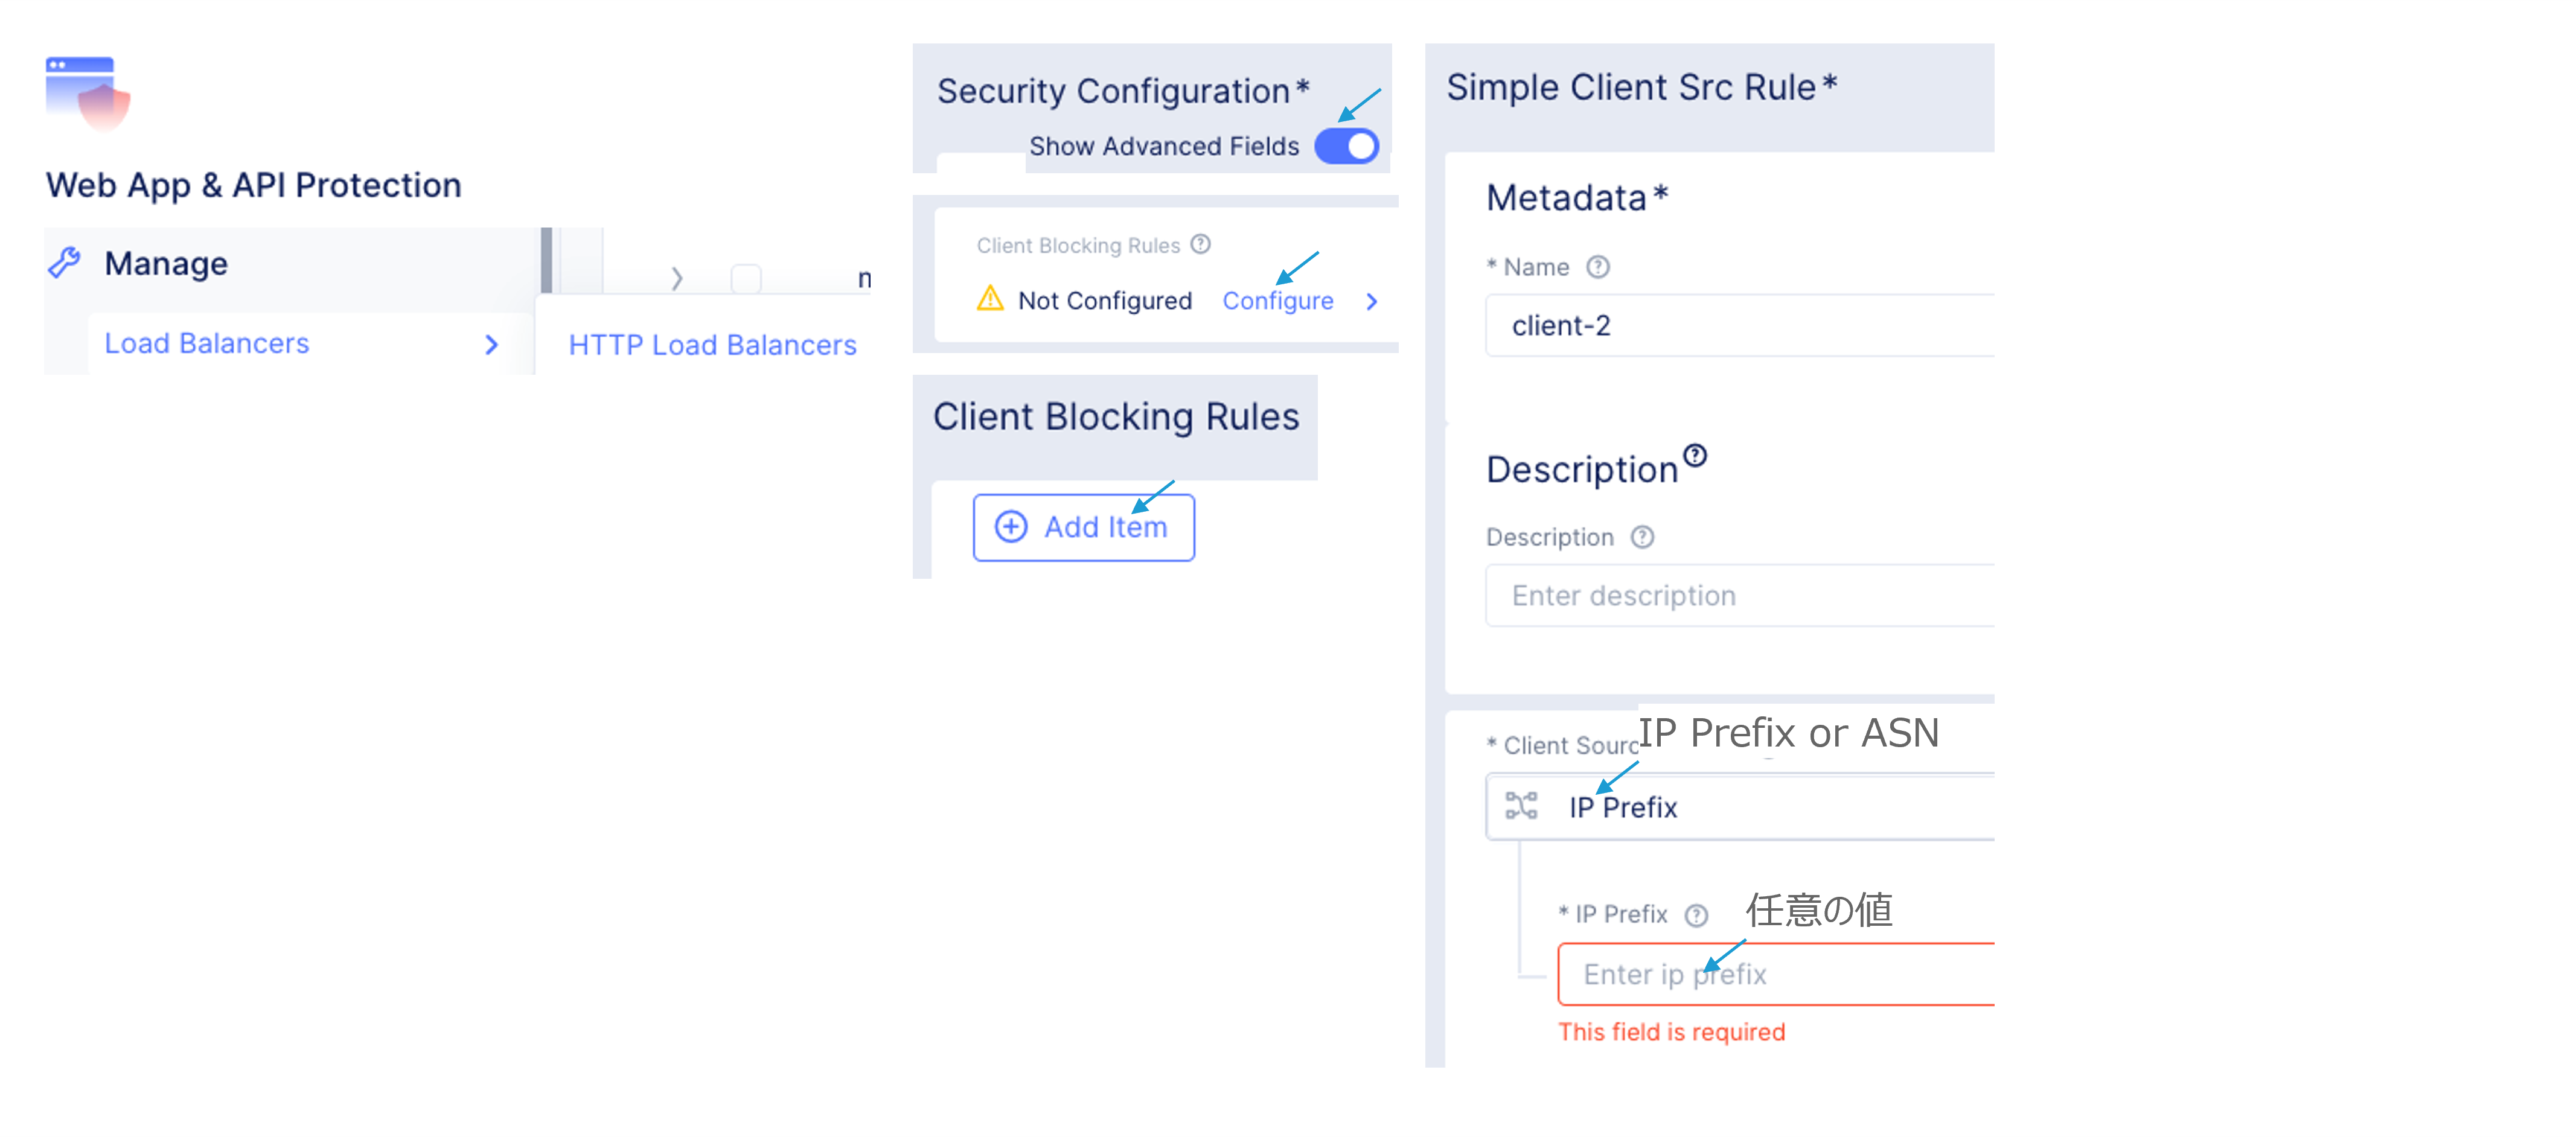 Web App & API Protection
Manage
Load Balancers
HTTP Load Balancers
Security Configuration*
Show Advanced Fields
Client Blocking Rules
Not Configured Configure
Client Blocking Rules
Add Item
Simple Client Src Rule*
Metadata*
* Name
client-2
Description
Description
Enter description
* Client Sourc
IP Prefix or ASN
IP Prefix
* IP Prefix
任意の値
Enter ip prefix
This field is required